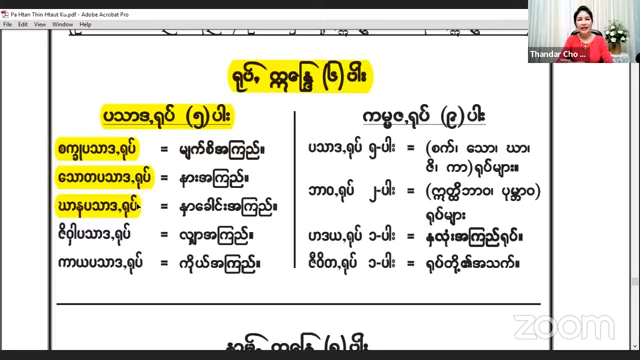 Pa Htan Thin Htaut Ku.pdf - Adobe Acrobat Pro
File Edit View Window Help
Thandar Cho ...
ရုပ်, ဣန္ဒြေ (၆) ပါး
ပသာဒ,ရုပ် (၅) ပါး
စက္ခုပသာဒ,ရုပ် = မျက်စိအကြည်။
သောတပသာဒ,ရုပ် = နားအကြည်။
ဃာနပသာဒ,ရုပ် = နှာခေါင်းအကြည်။
ဇိဝှါပသာဒ,ရုပ် = လျှာအကြည်။
ကာယပသာဒ,ရုပ် = ကိုယ်အကြည်။
ကမ္မဇ,ရုပ် (၉) ပါး
ပသာဒ,ရုပ် ၅-ပါး = (စက်၊ သော၊ ဃာ၊
ဇိ၊ ကာ) ရုပ်များ။
ဘာဝ,ရုပ် ၂-ပါး = (ဣတ္ထိဘာဝ၊ ပုမ္ဘာဝ)
ရုပ်များ
ဟဒယ,ရုပ် ၁-ပါး = နှလုံးအကြည်ရုပ်။
ဇီဝိတ,ရုပ် ၁-ပါး = ရုပ်တို့၏အသက်။
zoom